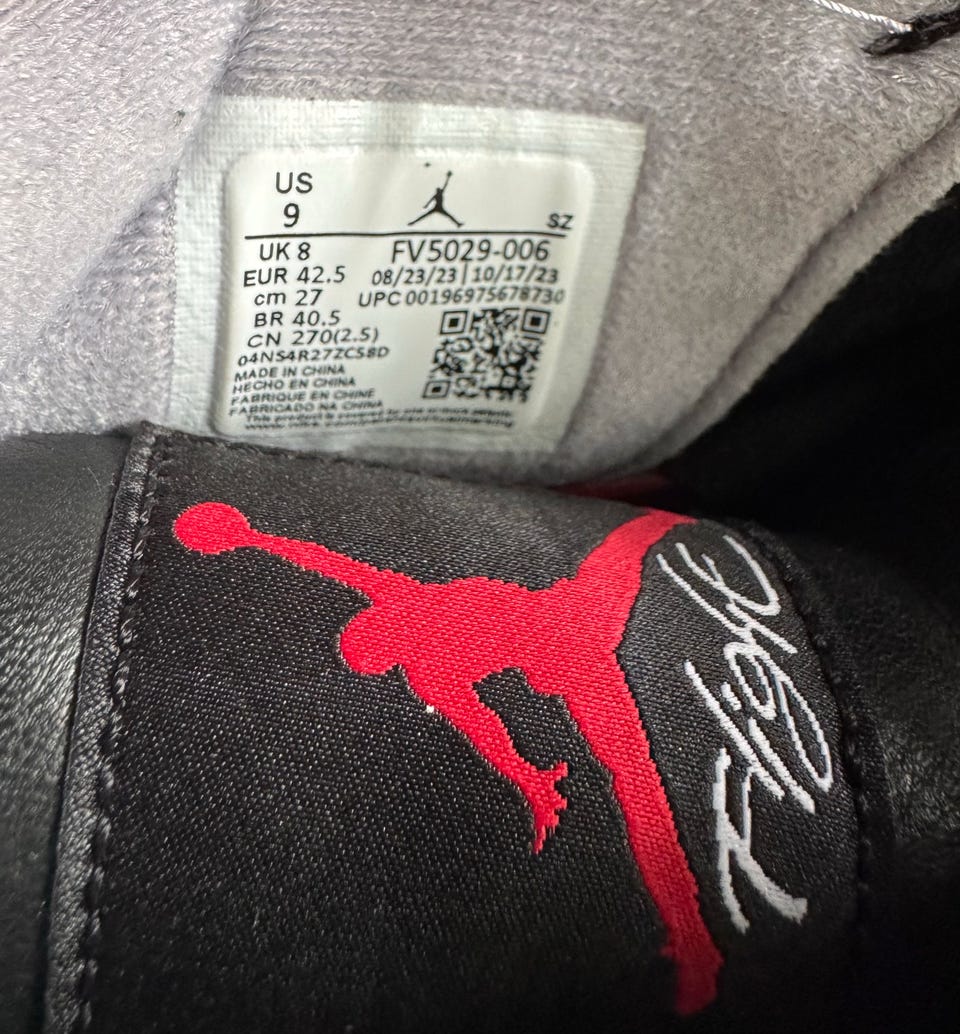 US
9
SZ
UK 8
FV5029-006
EUR 42.5
08/23/23 | 10/17/23
cm 27
UPC 00196975678730
BR 40.5
CN 270(2.5)
04NS4R27ZC58D
MADE IN CHINA
HECHO EN CHINA
FABRIQUE EN CHINE
FABRICADO NA CHINA
Flight